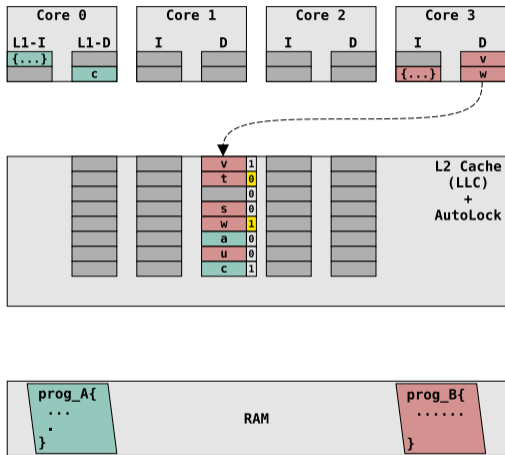 Core 0 Core 1 Core 2 Core 3
L1-I L1-D I D I D I D
{...} v
c {...} w
v 1
t 0
0
s 0
w 1
a 0
u 0
c 1
L2 Cache
(LLC)
+
AutoLock
prog_A{ prog_B{
... ......
.
} }
RAM